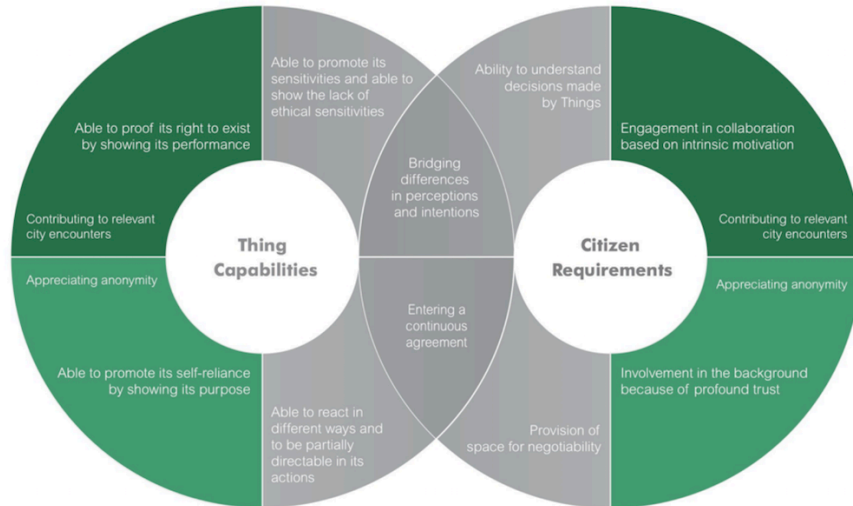 Able to promote its
sensitivities and able to
show the lack of
ethical sensitivities
Ability to understand
decisions made
by Things
Able to proof its right to exist
by showing its performance
Engagement in collaboration
based on intrinsic motivation
Bridging
differences
in perceptions
and intentions
Contributing to relevant
city encounters
Thing
Capabilities
Citizen
Requirements
Contributing to relevant
city encounters
Appreciating anonymity
Appreciating anonymity
Entering a
continuous
agreement
Able to promote its self-reliance
by showing its purpose
Involvement in the background
because of profound trust
Able to react in
different ways and
to be partially
directable in its
actions
Provision of
space for negotiability